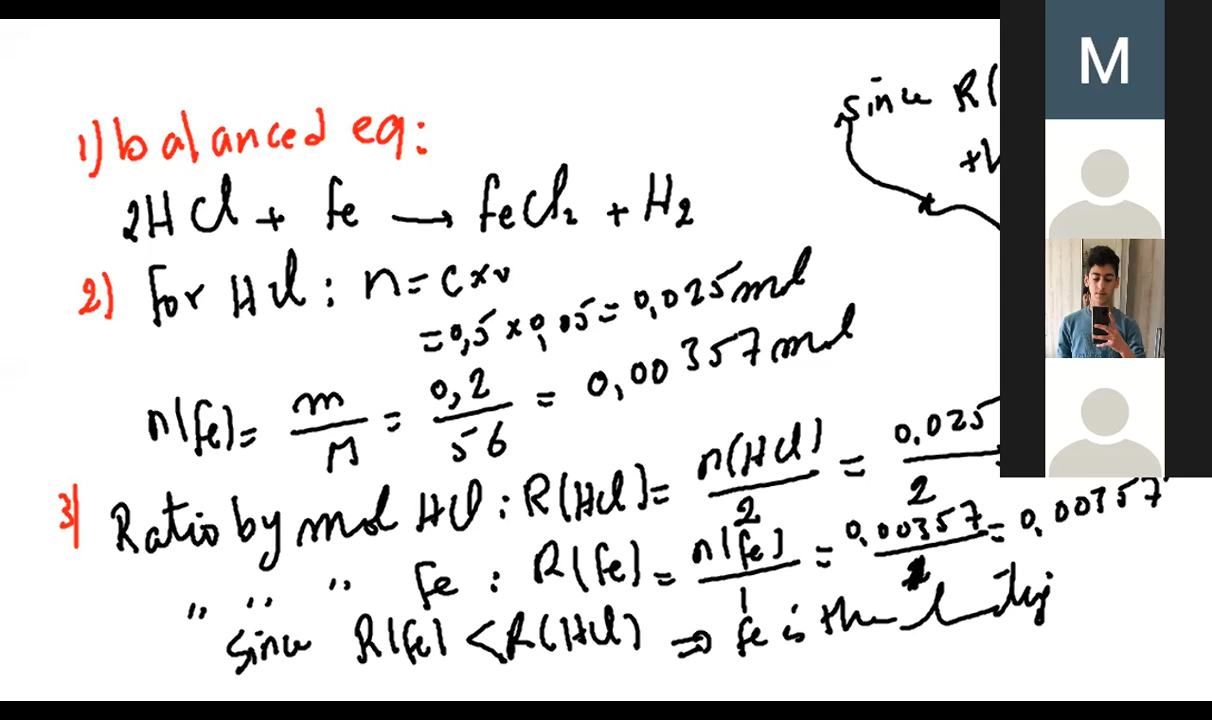 M
since R(
1) balanced eq:
+
2HCl + Fe → FeCl₂ + H₂
2) For HCl : n = c×v
= 0,5 × 0,05 = 0,025 mol
n(Fe) = m/M = 0,2/56 = 0,00357 mol
3) Ratio by mol HCl : R(HCl) = n(HCl)/2 = 0.025/2 =
" " " Fe : R(Fe) = n(Fe)/1 = 0,00357/1 = 0,00357
since R(Fe) < R(HCl) ⇒ Fe is the limiting